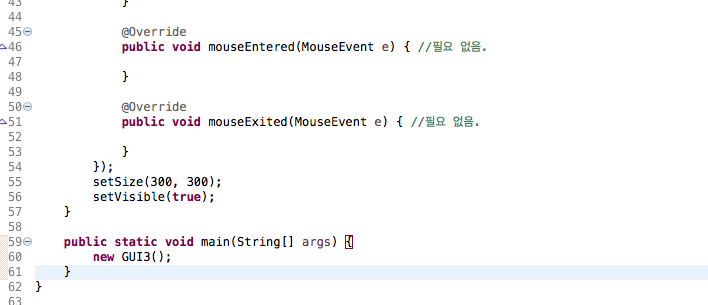 43 }
44
45 @Override
46 public void mouseEntered(MouseEvent e) { //필요 없음.
47
48 }
49
50 @Override
51 public void mouseExited(MouseEvent e) { //필요 없음.
52
53 }
54 });
55 setSize(300, 300);
56 setVisible(true);
57 }
58
59 public static void main(String[] args) {
60 new GUI3();
61 }
62 }
63